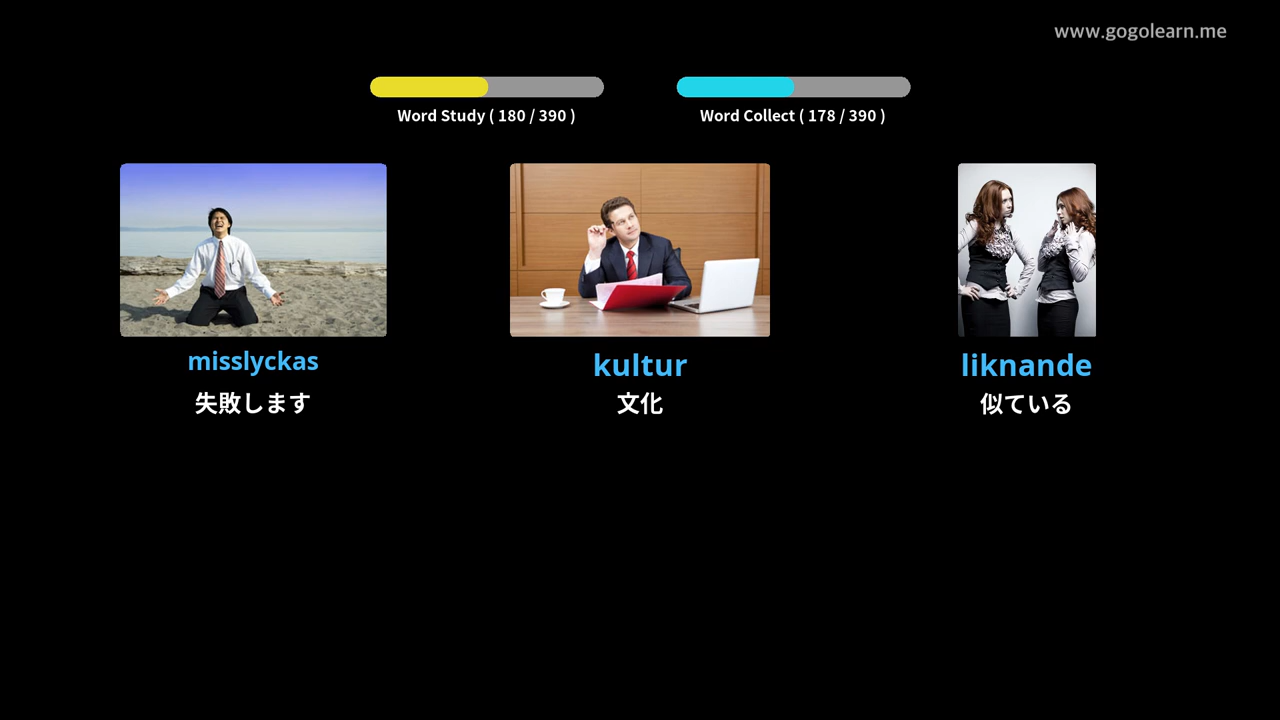 www.gogolearn.me
Word Study ( 180 / 390 )
Word Collect ( 178 / 390 )
misslyckas
失敗します
kultur
文化
liknande
似ている